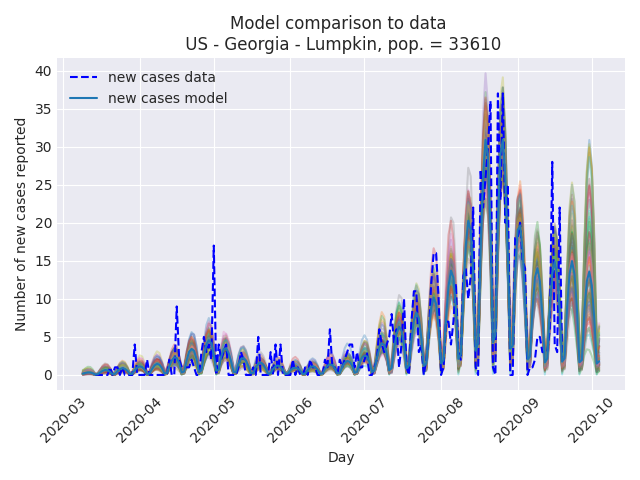 Model comparison to data
US - Georgia - Lumpkin, pop. = 33610
new cases data
new cases model
Number of new cases reported
40
35
30
25
20
15
10
5
0
2020-03
2020-04
2020-05
2020-06
2020-07
2020-08
2020-09
2020-10
Day